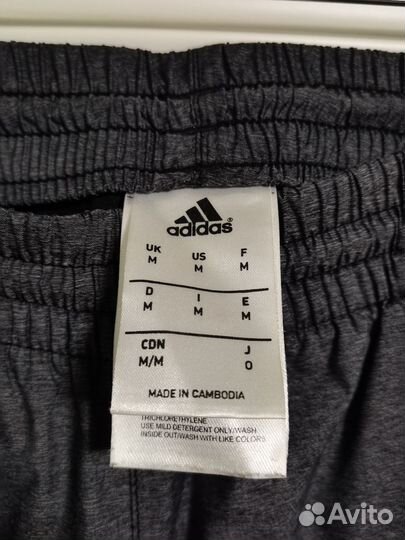 adidas®
UK US F
M M M
D I E
M M M
CDN J
M/M O
MADE IN CAMBODIA
TRICHLORETHYLENE
USE MILD DETERGENT ONLY/WASH
INSIDE OUT/WASH WITH LIKE COLORS
Avito